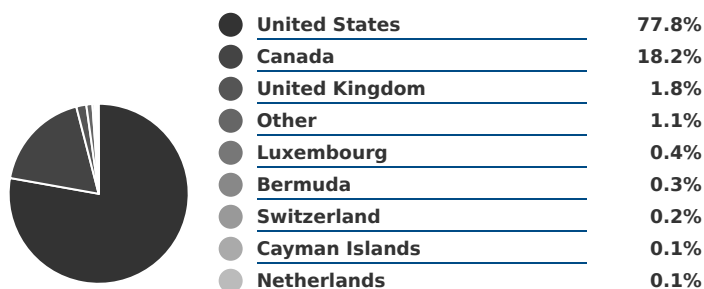 United States 77.8%
Canada 18.2%
United Kingdom 1.8%
Other 1.1%
Luxembourg 0.4%
Bermuda 0.3%
Switzerland 0.2%
Cayman Islands 0.1%
Netherlands 0.1%